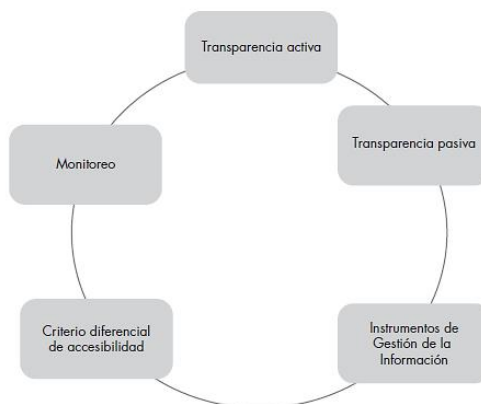 Transparencia activa
Transparencia pasiva
Instrumentos de
Gestión de la
Información
Criterio diferencial
de accesibilidad
Monitoreo